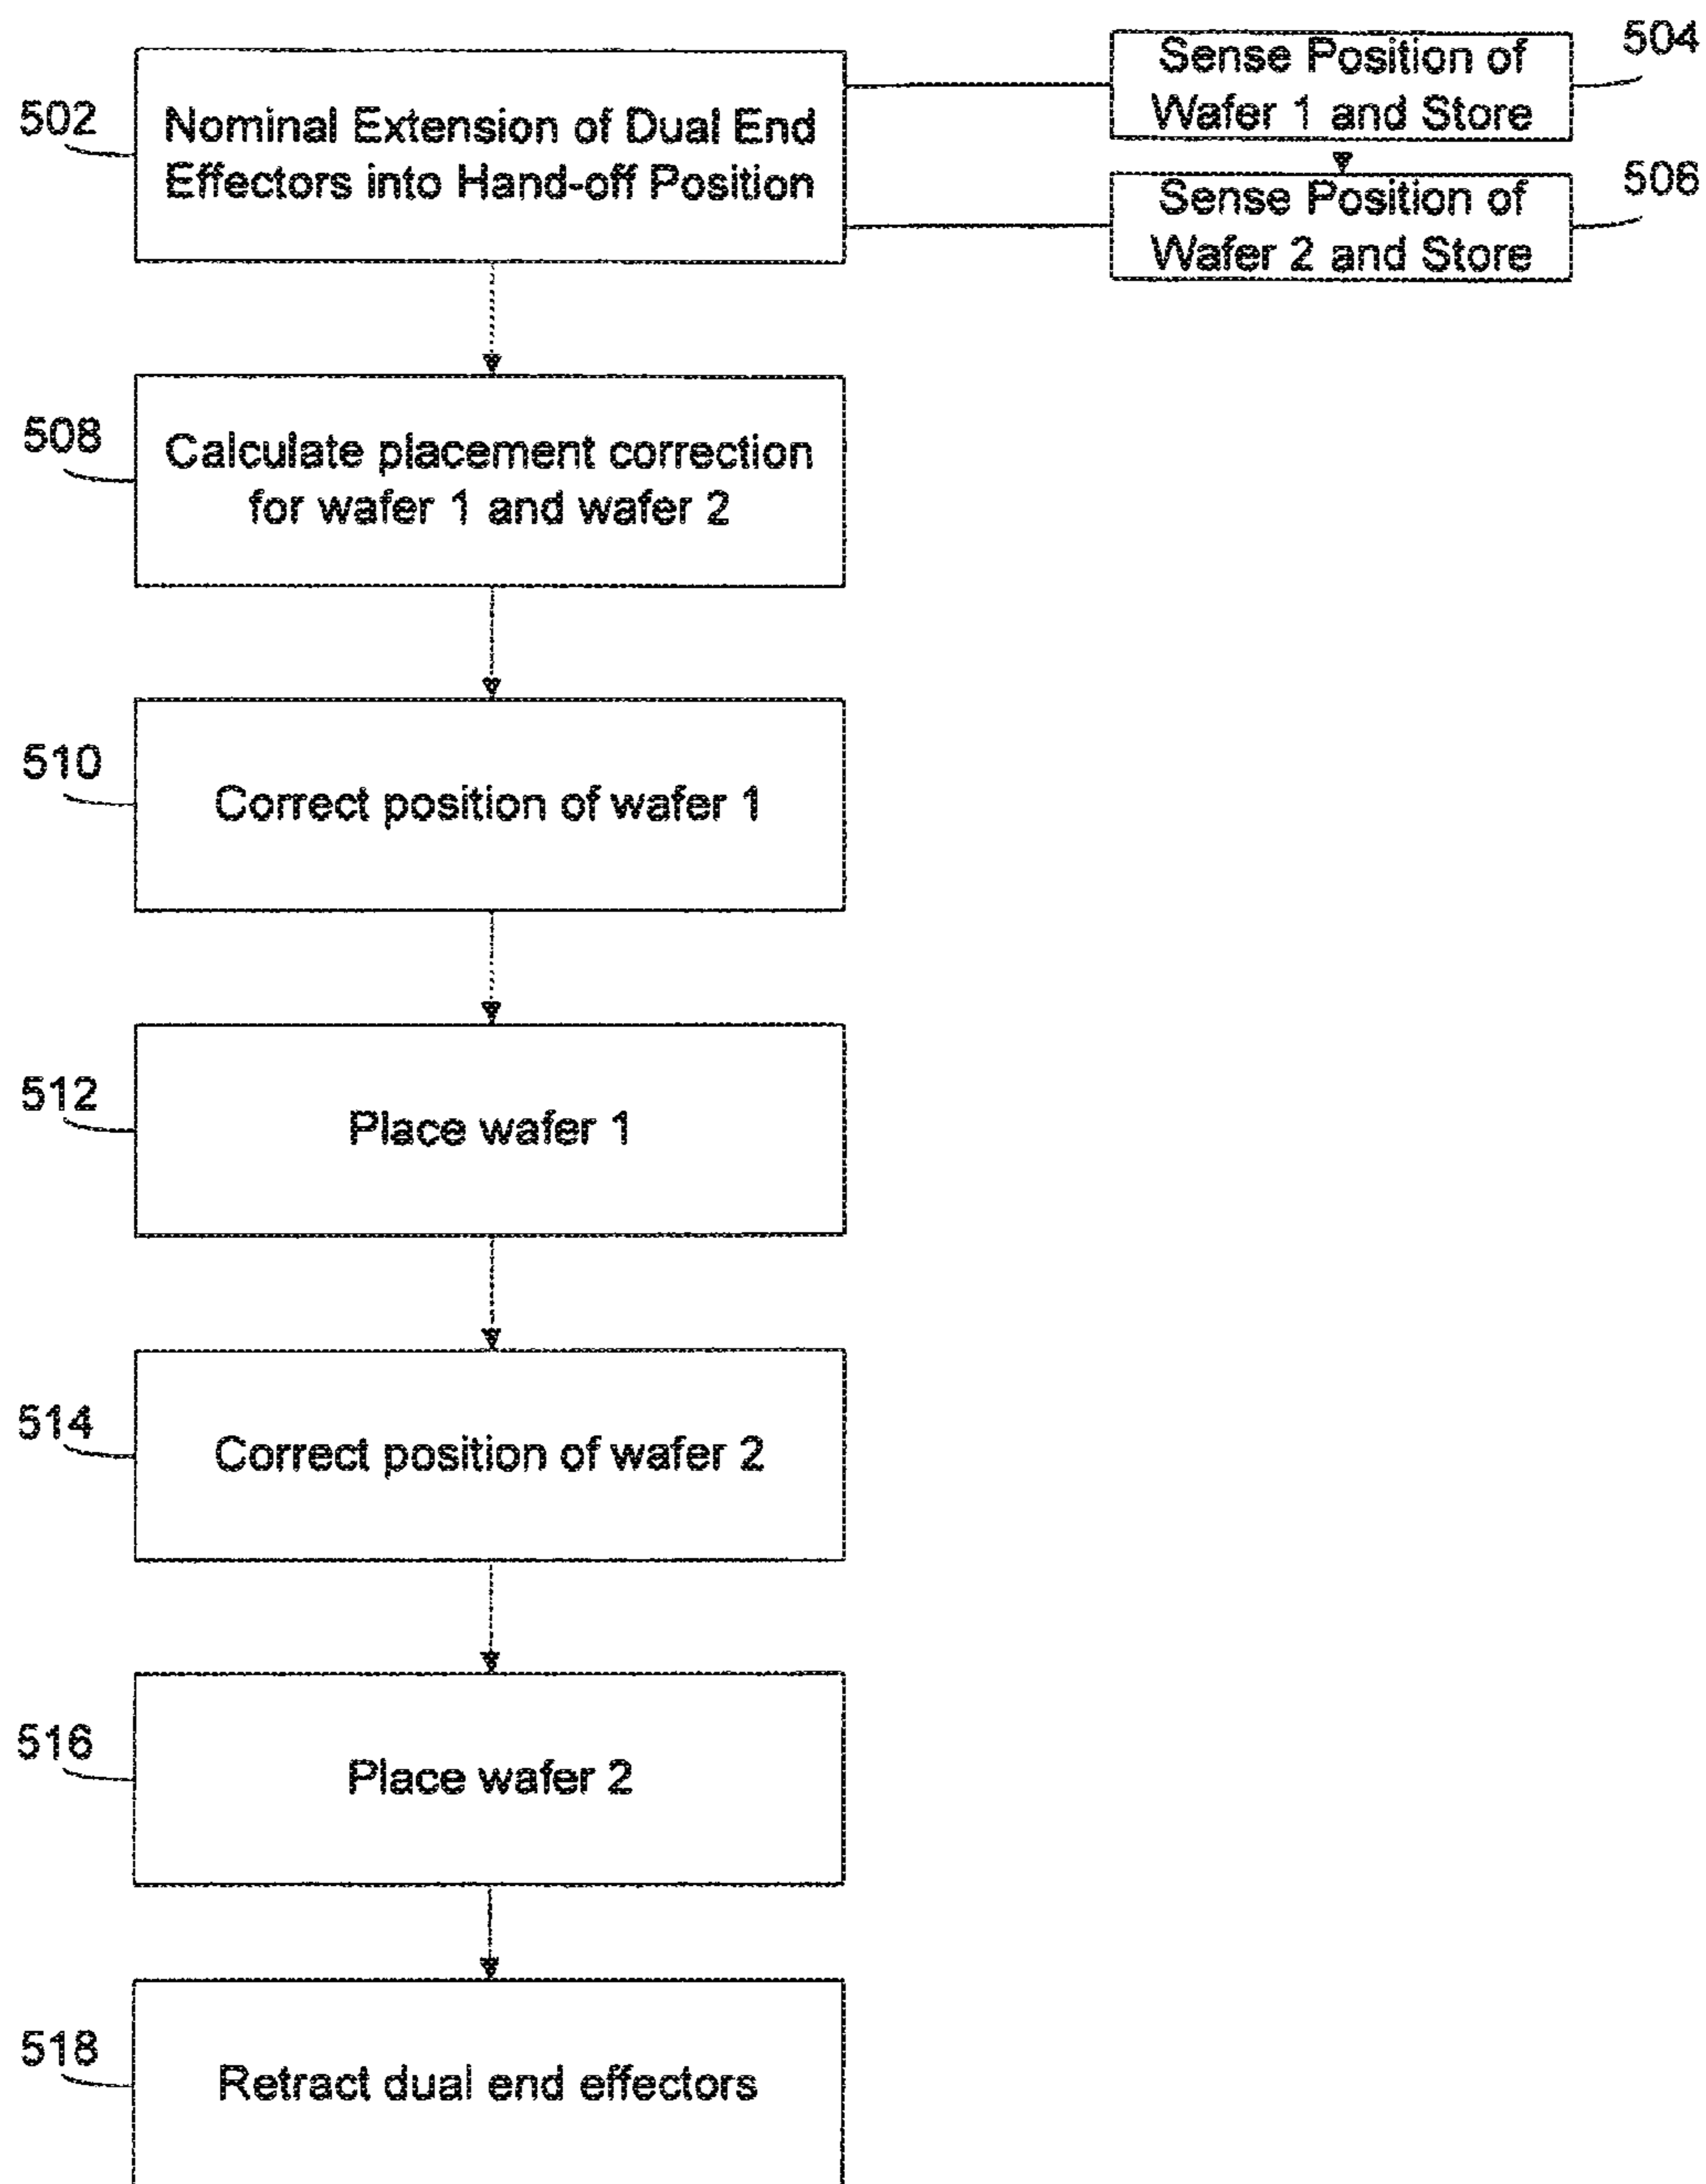 502
Nominal Extension of Dual End
Effectors into Hand-off Position
504
Sense Position of
Wafer 1 and Store
506
Sense Position of
Wafer 2 and Store
508
Calculate placement correction
for wafer 1 and wafer 2
510
Correct position of wafer 1
512
Place wafer 1
514
Correct position of wafer 2
516
Place wafer 2
518
Retract dual end effectors